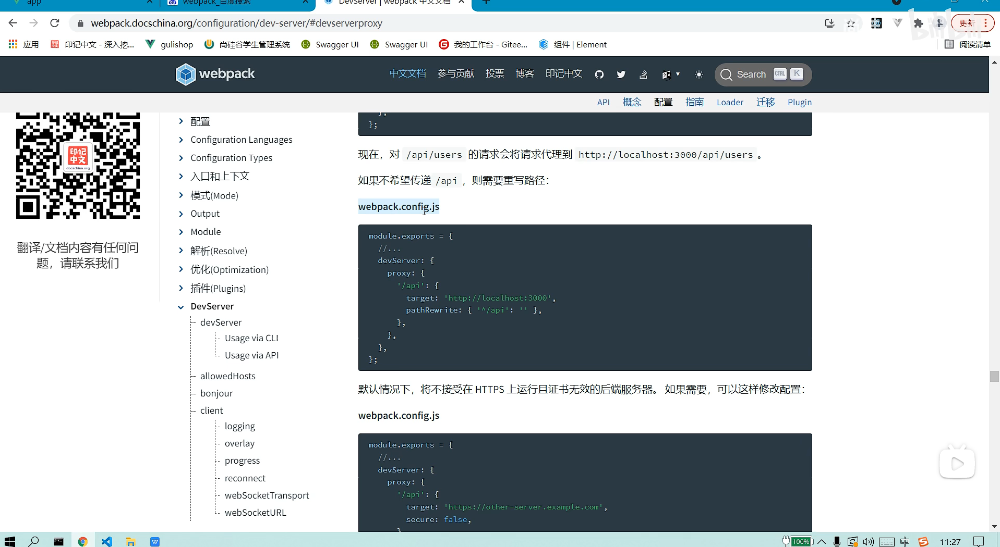 app
webpack_百度搜索
DevServer | webpack 中文文档
webpack.docschina.org/configuration/dev-server/#devserverproxy
更新
应用
印记中文 - 深入挖...
gulishop
尚硅谷学生管理系统
Swagger UI
Swagger UI
我的工作台 - Gitee...
组件 | Element
阅读清单
webpack
中文文档
参与贡献
投票
博客
印记中文
Search
CTRL
K
API
概念
配置
指南
Loader
迁移
Plugin
印记
中文
docschina.org
翻译/文档内容有任何问
题，请联系我们
配置
Configuration Languages
Configuration Types
入口和上下文
模式(Mode)
Output
Module
解析(Resolve)
优化(Optimization)
插件(Plugins)
DevServer
devServer
Usage via CLI
Usage via API
allowedHosts
bonjour
client
logging
overlay
progress
reconnect
webSocketTransport
webSocketURL
},
};
现在，对 /api/users 的请求会将请求代理到 http://localhost:3000/api/users 。
如果不希望传递 /api ，则需要重写路径：
webpack.config.js
module.exports = {
//...
devServer: {
proxy: {
'/api': {
target: 'http://localhost:3000',
pathRewrite: { '^/api': '' },
},
},
},
};
默认情况下，将不接受在 HTTPS 上运行且证书无效的后端服务器。 如果需要，可以这样修改配置：
webpack.config.js
module.exports = {
//...
devServer: {
proxy: {
'/api': {
target: 'https://other-server.example.com',
secure: false,
}
100%
中
11:27